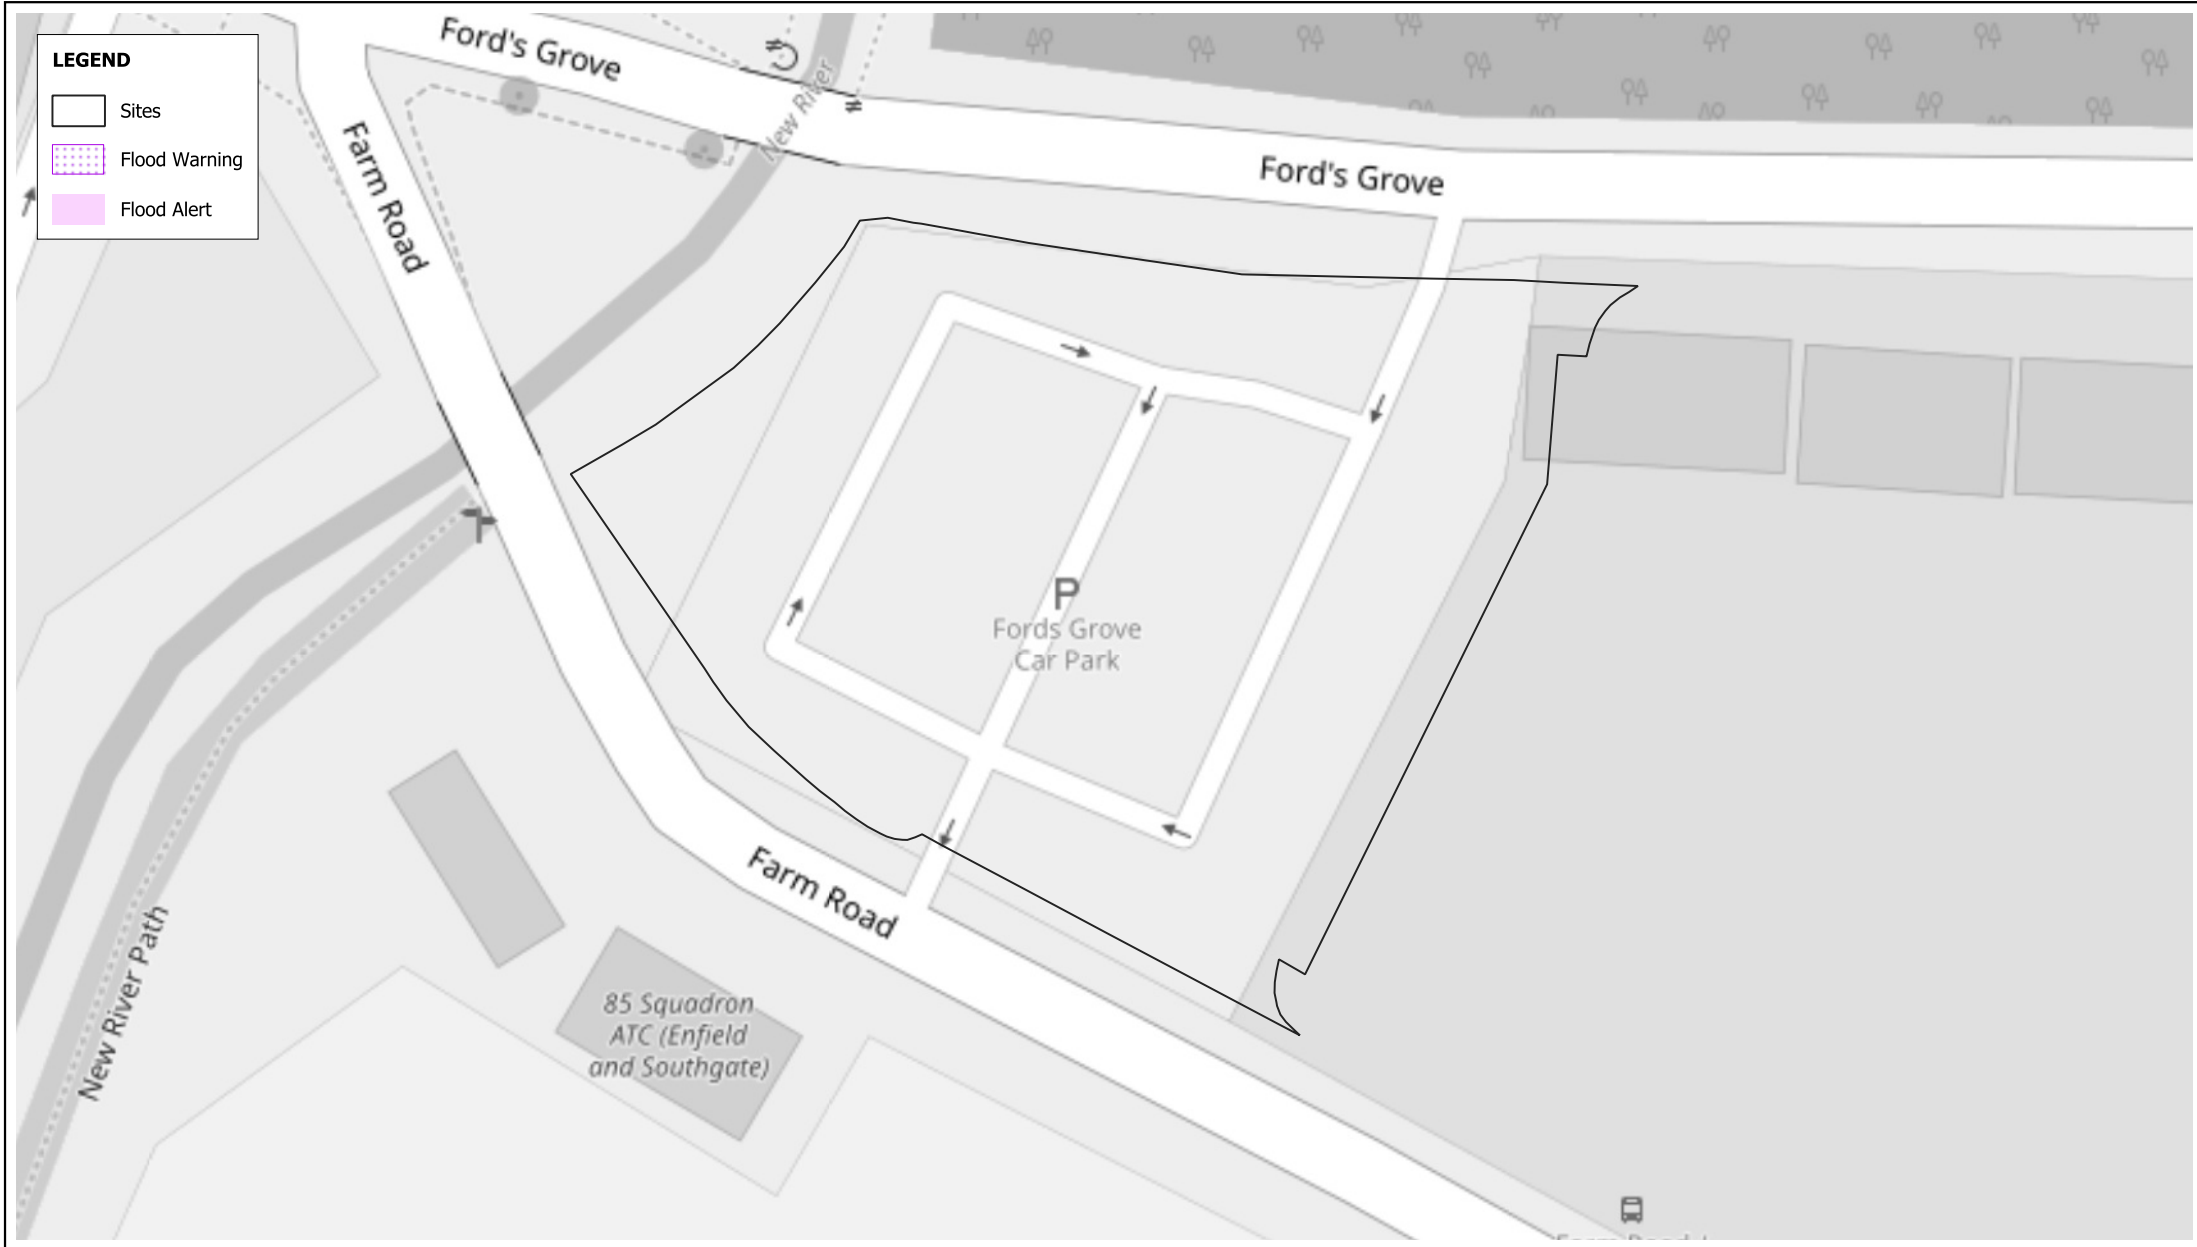 LEGEND
Sites
Flood Warning
Flood Alert
Ford's Grove
New River
Ford's Grove
Farm Road
P
Fords Grove
Car Park
Farm Road
New River Path
85 Squadron
ATC (Enfield
and Southgate)